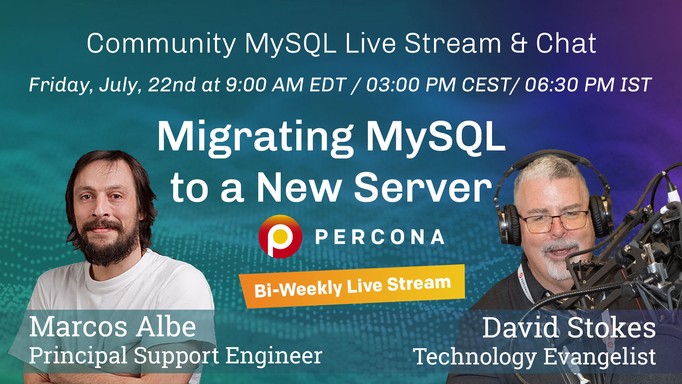 Community MySQL Live Stream & Chat
Friday, July, 22nd at 9:00 AM EDT / 03:00 PM CEST/ 06:30 PM IST
Migrating MySQL
to a New Server
PERCONA
Bi-Weekly Live Stream
Marcos Albe
Principal Support Engineer
David Stokes
Technology Evangelist